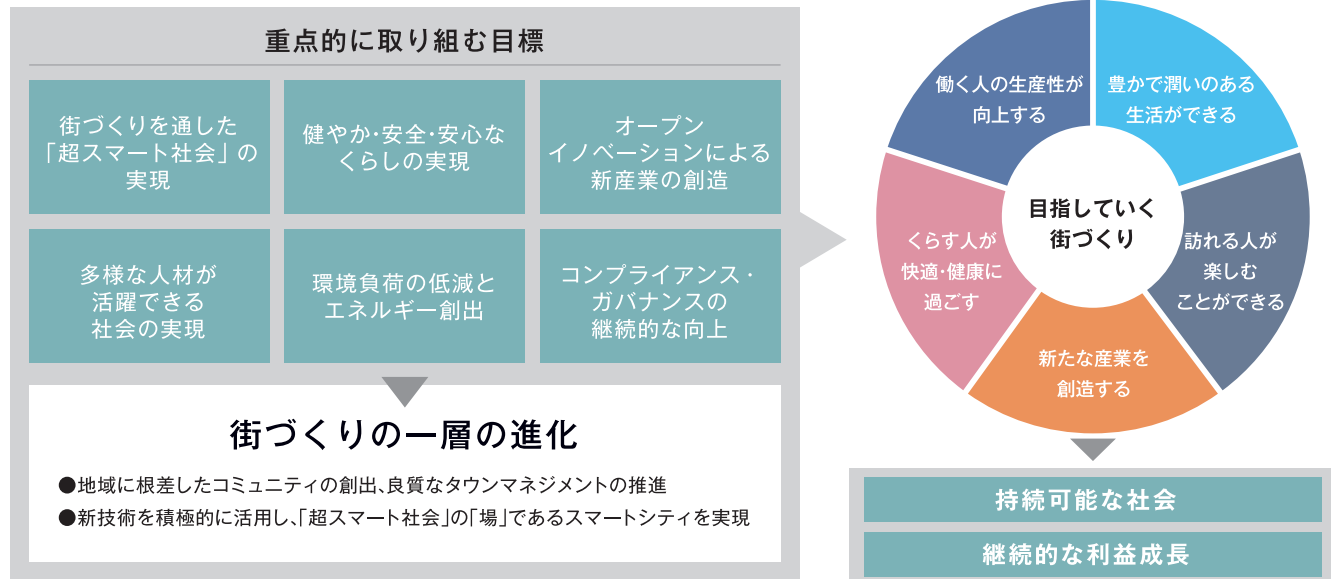 重点的に取り組む目標
街づくりを通した
「超スマート社会」の
実現
健やか・安全・安心な
くらしの実現
オープン
イノベーションによる
新産業の創造
多様な人材が
活躍できる
社会の実現
環境負荷の低減と
エネルギー創出
コンプライアンス・
ガバナンスの
継続的な向上
街づくりの一層の進化
●地域に根差したコミュニティの創出、良質なタウンマネジメントの推進
●新技術を積極的に活用し、「超スマート社会」の「場」であるスマートシティを実現
働く人の生産性が
向上する
豊かで潤いのある
生活ができる
目指していく
街づくり
くらす人が
快適・健康に
過ごす
訪れる人が
楽しむ
ことができる
新たな産業を
創造する
持続可能な社会
継続的な利益成長